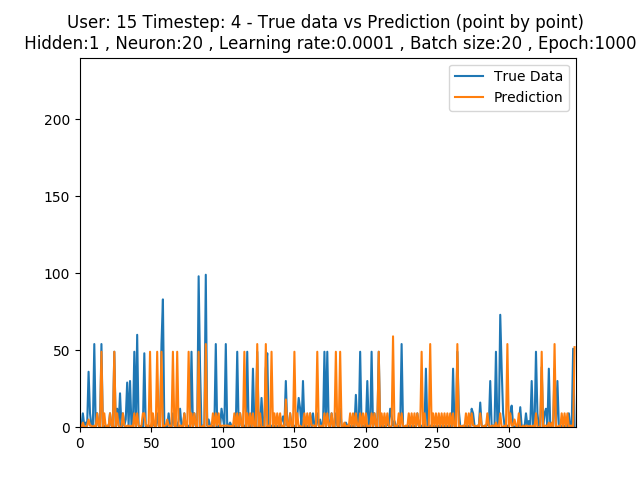 User: 15 Timestep: 4 - True data vs Prediction (point by point)
Hidden:1 , Neuron:20 , Learning rate:0.0001 , Batch size:20 , Epoch:1000
True Data
Prediction
200
150
100
50
0
0 50 100 150 200 250 300